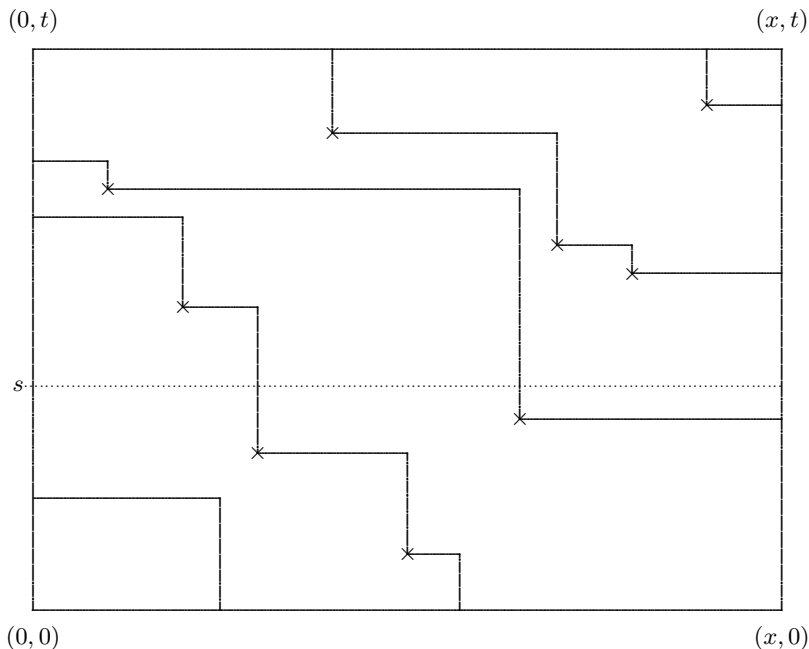 (0, t) (x, t)
s
(0, 0) (x, 0)